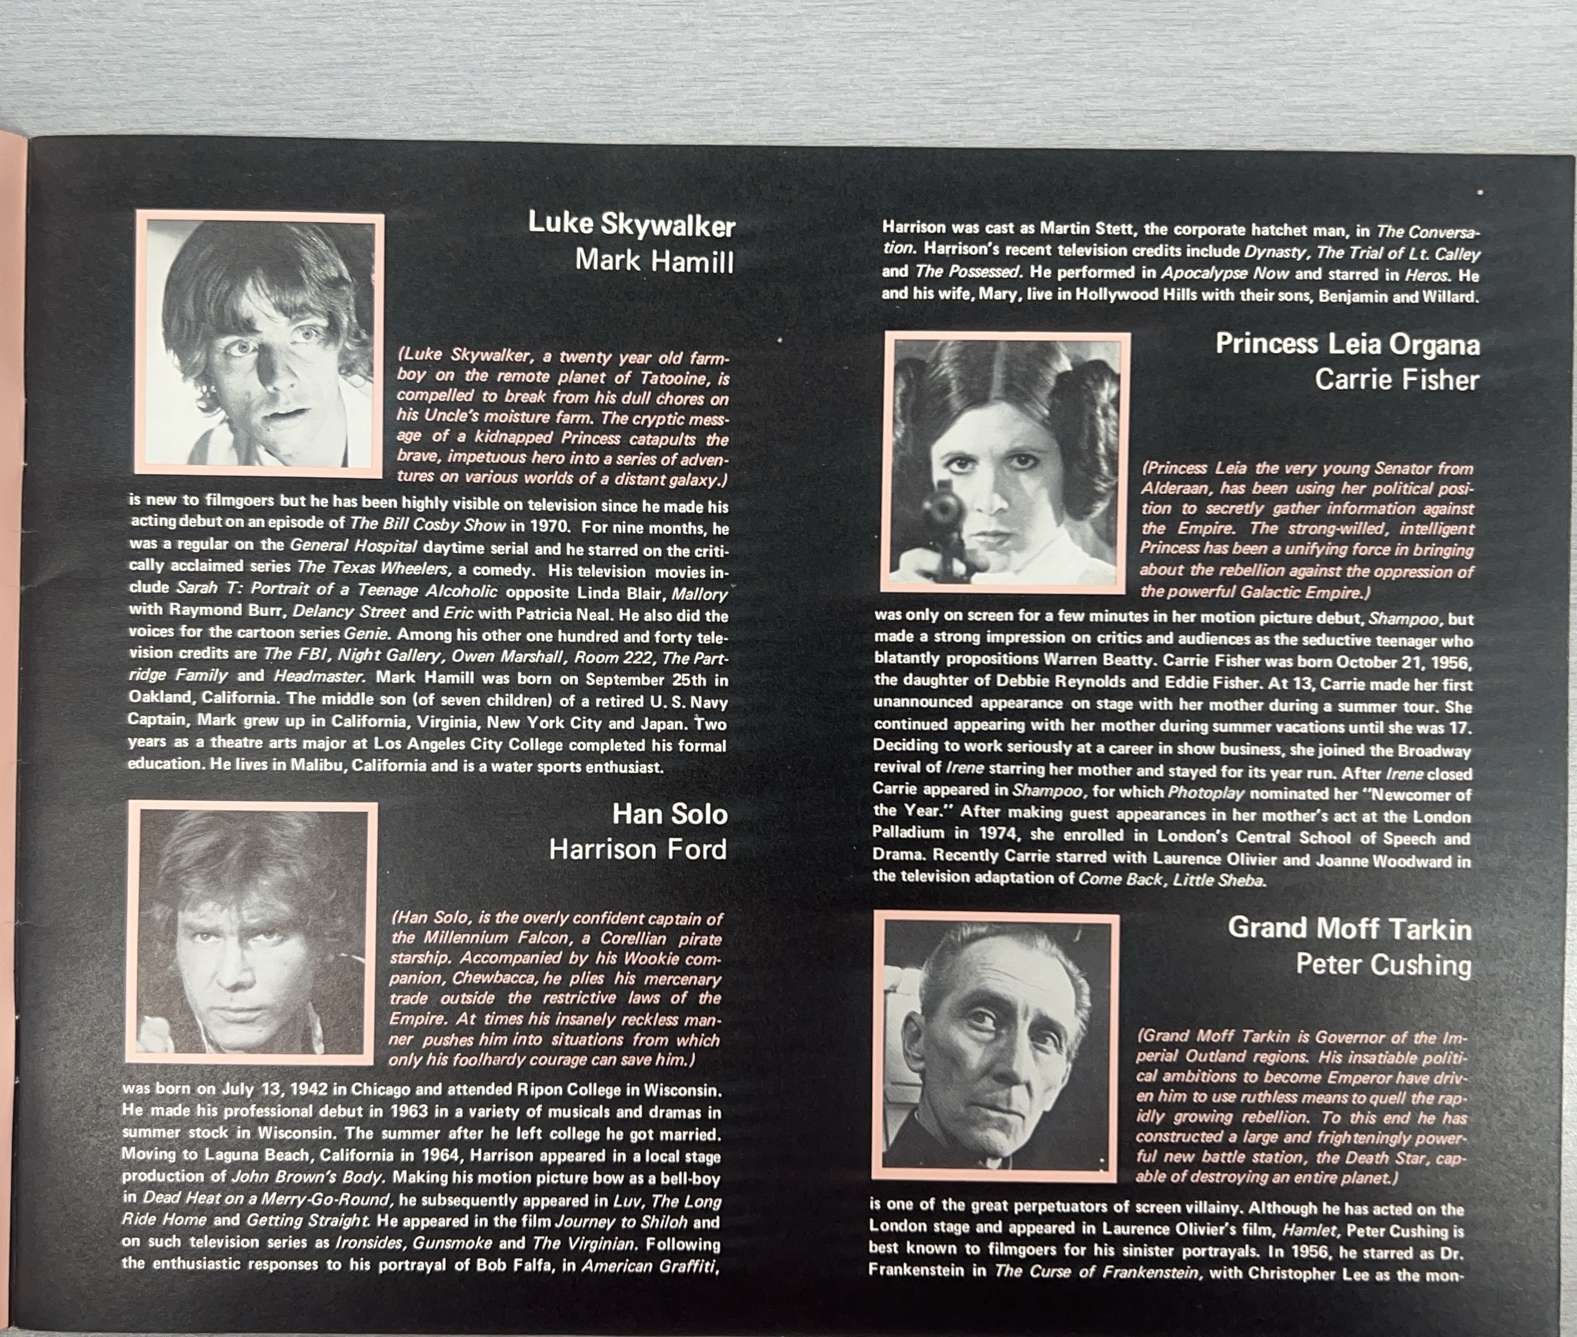 Luke Skywalker
Mark Hamill
(Luke Skywalker, a twenty year old farm-
boy on the remote planet of Tatooine, is
compelled to break from his dull chores on
his Uncle's moisture farm. The cryptic mess-
age of a kidnapped Princess catapults the
brave, impetuous hero into a series of adven-
tures on various worlds of a distant galaxy.)
is new to filmgoers but he has been highly visible on television since he made his
acting debut on an episode of The Bill Cosby Show in 1970. For nine months, he
was a regular on the General Hospital daytime serial and he starred on the criti-
cally acclaimed series The Texas Wheelers, a comedy. His television movies in-
clude Sarah T: Portrait of a Teenage Alcoholic opposite Linda Blair, Mallory
with Raymond Burr, Delancy Street and Eric with Patricia Neal. He also did the
voices for the cartoon series Genie. Among his other one hundred and forty tele-
vision credits are The FBI, Night Gallery, Owen Marshall, Room 222, The Part-
ridge Family and Headmaster. Mark Hamill was born on September 25th in
Oakland, California. The middle son (of seven children) of a retired U. S. Navy
Captain, Mark grew up in California, Virginia, New York City and Japan. Two
years as a theatre arts major at Los Angeles City College completed his formal
education. He lives in Malibu, California and is a water sports enthusiast.
Han Solo
Harrison Ford
(Han Solo, is the overly confident captain of
the Millennium Falcon, a Corellian pirate
starship. Accompanied by his Wookie com-
panion, Chewbacca, he plies his mercenary
trade outside the restrictive laws of the
Empire. At times his insanely reckless man-
ner pushes him into situations from which
only his foolhardy courage can save him.)
was born on July 13, 1942 in Chicago and attended Ripon College in Wisconsin.
He made his professional debut in 1963 in a variety of musicals and dramas in
summer stock in Wisconsin. The summer after he left college he got married.
Moving to Laguna Beach, California in 1964, Harrison appeared in a local stage
production of John Brown's Body. Making his motion picture bow as a bell-boy
in Dead Heat on a Merry-Go-Round, he subsequently appeared in Luv, The Long
Ride Home and Getting Straight. He appeared in the film Journey to Shiloh and
on such television series as Ironsides, Gunsmoke and The Virginian. Following
the enthusiastic responses to his portrayal of Bob Falfa, in American Graffiti,
Harrison was cast as Martin Stett, the corporate hatchet man, in The Conversa-
tion. Harrison's recent television credits include Dynasty, The Trial of Lt. Calley
and The Possessed. He performed in Apocalypse Now and starred in Heros. He
and his wife, Mary, live in Hollywood Hills with their sons, Benjamin and Willard.
Princess Leia Organa
Carrie Fisher
(Princess Leia the very young Senator from
Alderaan, has been using her political posi-
tion to secretly gather information against
the Empire. The strong-willed, intelligent
Princess has been a unifying force in bringing
about the rebellion against the oppression of
the powerful Galactic Empire.)
was only on screen for a few minutes in her motion picture debut, Shampoo, but
made a strong impression on critics and audiences as the seductive teenager who
blatantly propositions Warren Beatty. Carrie Fisher was born October 21, 1956,
the daughter of Debbie Reynolds and Eddie Fisher. At 13, Carrie made her first
unannounced appearance on stage with her mother during a summer tour. She
continued appearing with her mother during summer vacations until she was 17.
Deciding to work seriously at a career in show business, she joined the Broadway
revival of Irene starring her mother and stayed for its year run. After Irene closed
Carrie appeared in Shampoo, for which Photoplay nominated her "Newcomer of
the Year." After making guest appearances in her mother's act at the London
Palladium in 1974, she enrolled in London's Central School of Speech and
Drama. Recently Carrie starred with Laurence Olivier and Joanne Woodward in
the television adaptation of Come Back, Little Sheba.
Grand Moff Tarkin
Peter Cushing
(Grand Moff Tarkin is Governor of the Im-
perial Outland regions. His insatiable politi-
cal ambitions to become Emperor have driv-
en him to use ruthless means to quell the rap-
idly growing rebellion. To this end he has
constructed a large and frighteningly power-
ful new battle station, the Death Star, cap-
able of destroying an entire planet.)
is one of the great perpetuators of screen villainy. Although he has acted on the
London stage and appeared in Laurence Olivier's film, Hamlet, Peter Cushing is
best known to filmgoers for his sinister portrayals. In 1956, he starred as Dr.
Frankenstein in The Curse of Frankenstein, with Christopher Lee as the mon-